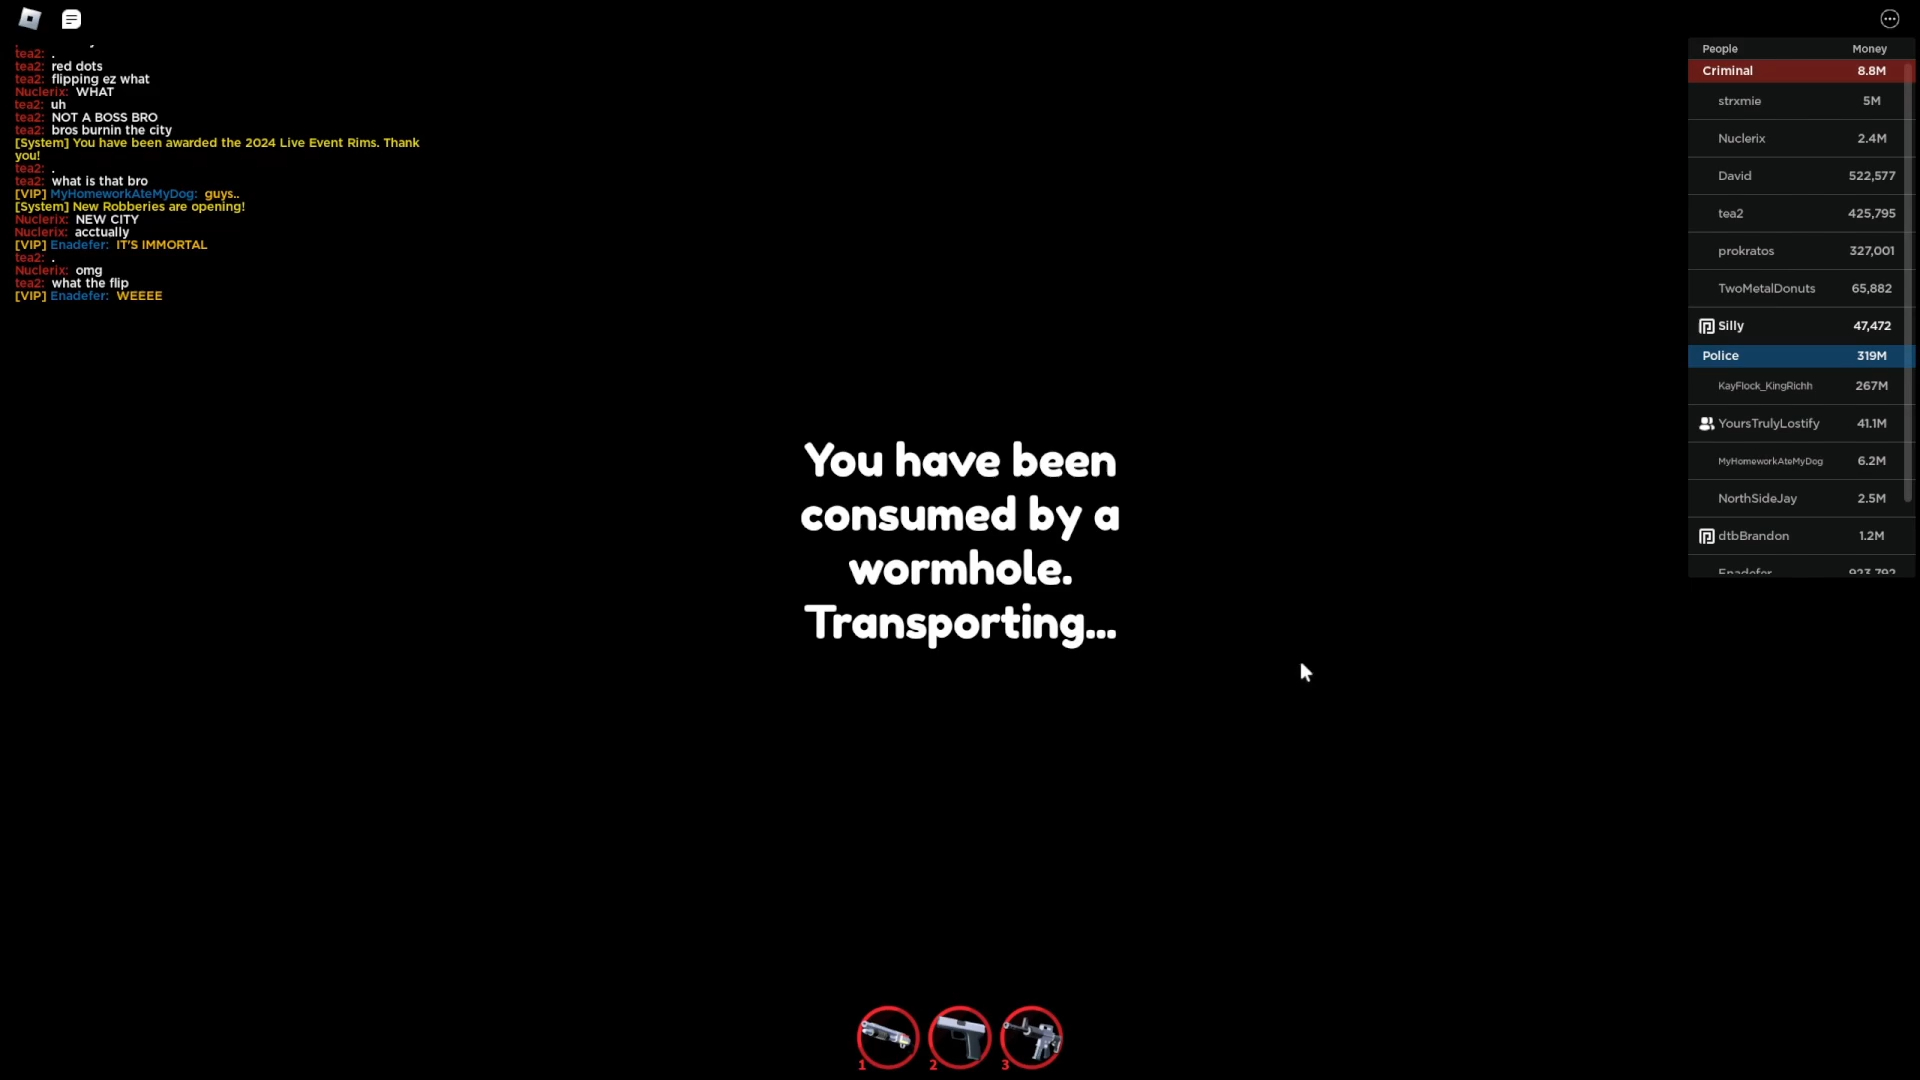 tea2: .
tea2: red dots
tea2: flipping ez what
Nuclerix: WHAT
tea2: uh
tea2: NOT A BOSS BRO
tea2: bros burnin the city
[System] You have been awarded the 2024 Live Event Rims. Thank
you!
tea2: .
tea2: what is that bro
[VIP] MyHomeworkAteMyDog: guys..
[System] New Robberies are opening!
Nuclerix: NEW CITY
Nuclerix: acctually
[VIP] Enadefer: IT'S IMMORTAL
tea2: .
Nuclerix: omg
tea2: what the flip
[VIP] Enadefer: WEEEE
You have been
consumed by a
wormhole.
Transporting...
People Money
Criminal 8.8M
strxmie 5M
Nuclerix 2.4M
David 522,577
tea2 425,795
prokratos 327,001
TwoMetalDonuts 65,882
Silly 47,472
Police 319M
KayFlock_KingRichh 267M
YoursTrulyLostify 41.1M
MyHomeworkAteMyDog 6.2M
NorthSideJay 2.5M
dtbBrandon 1.2M
Enadefer 923,792
1 2 3